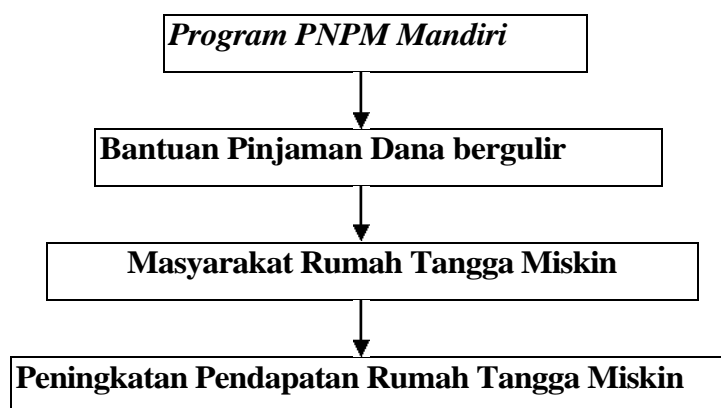 Program PNPM Mandiri
Bantuan Pinjaman Dana bergulir
Masyarakat Rumah Tangga Miskin
Peningkatan Pendapatan Rumah Tangga Miskin